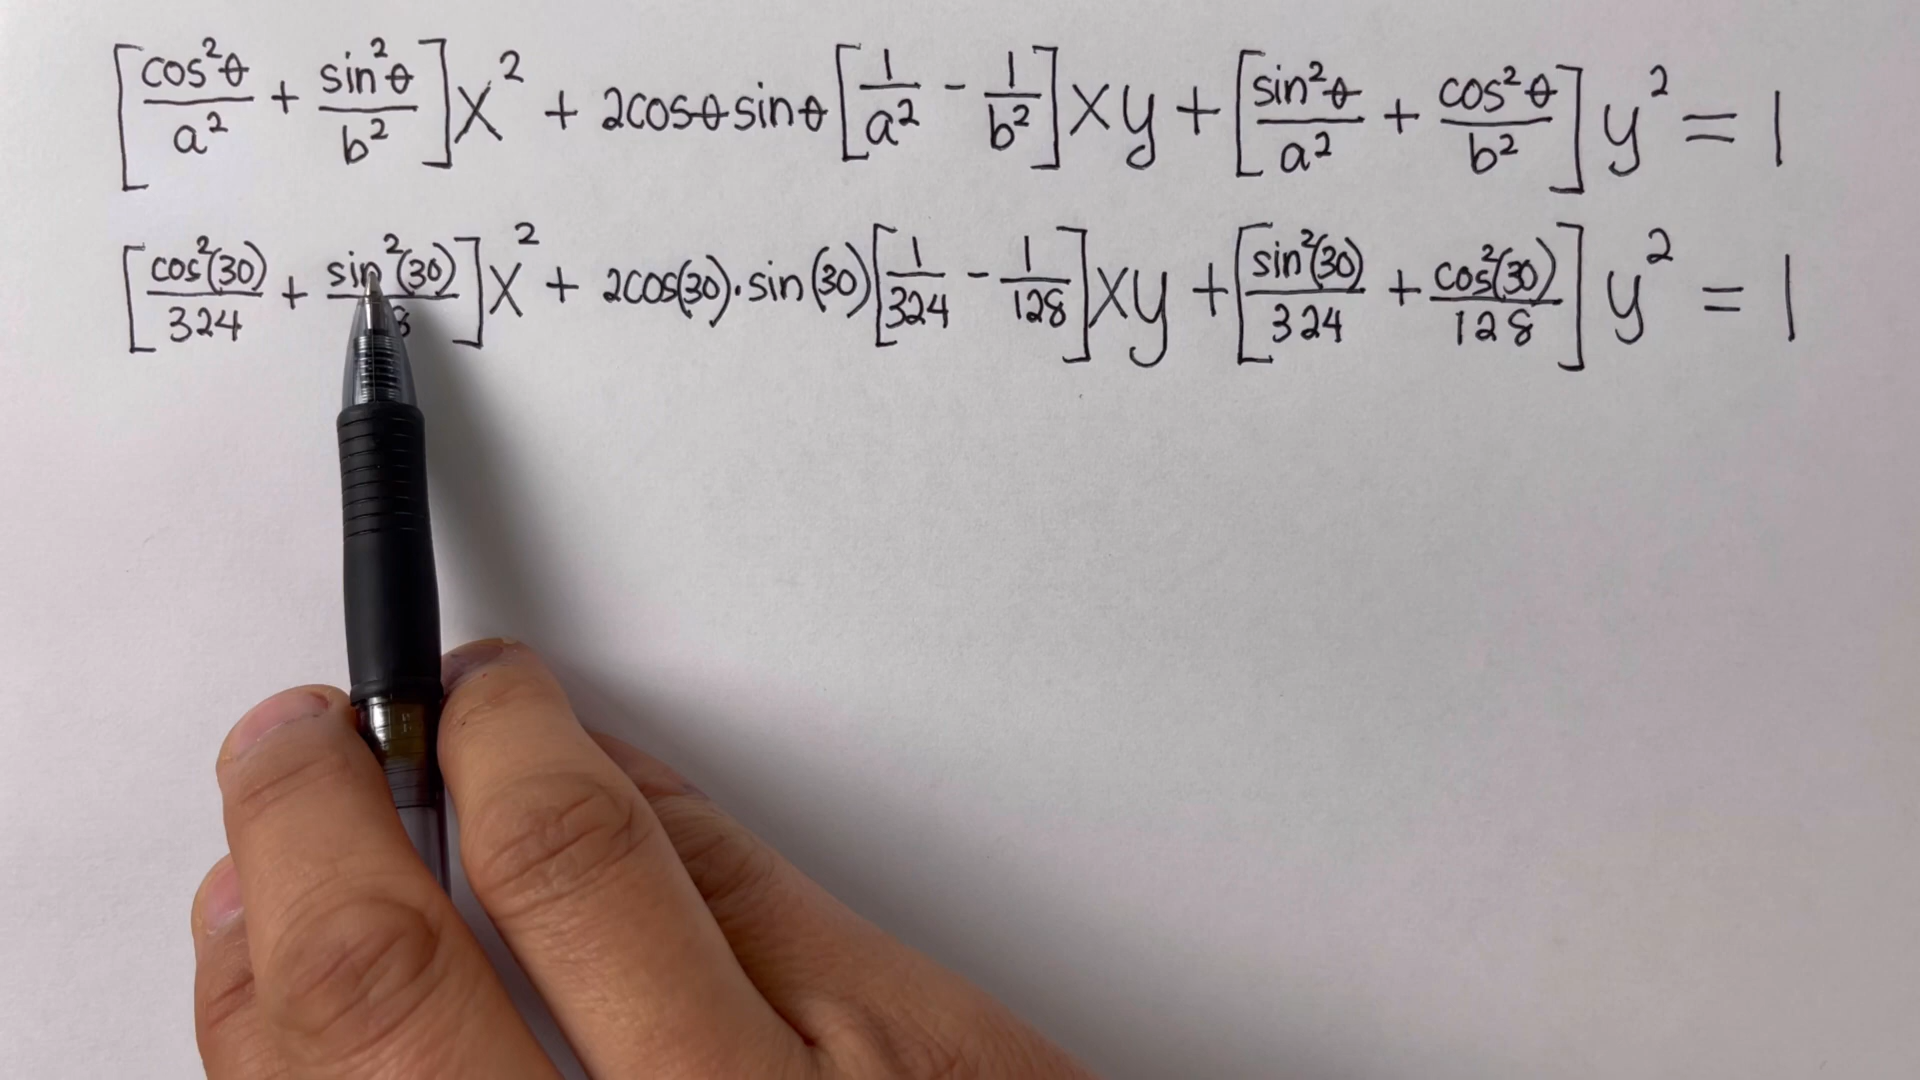 [cos²θ/a² + sin²θ/b²]x² + 2cosθsinθ[1/a² - 1/b²]xy + [sin²θ/a² + cos²θ/b²]y² = 1
[cos²(30)/324 + sin²(30)/8]x² + 2cos(30)·sin(30)[1/324 - 1/128]xy + [sin²(30)/324 + cos²(30)/128]y² = 1